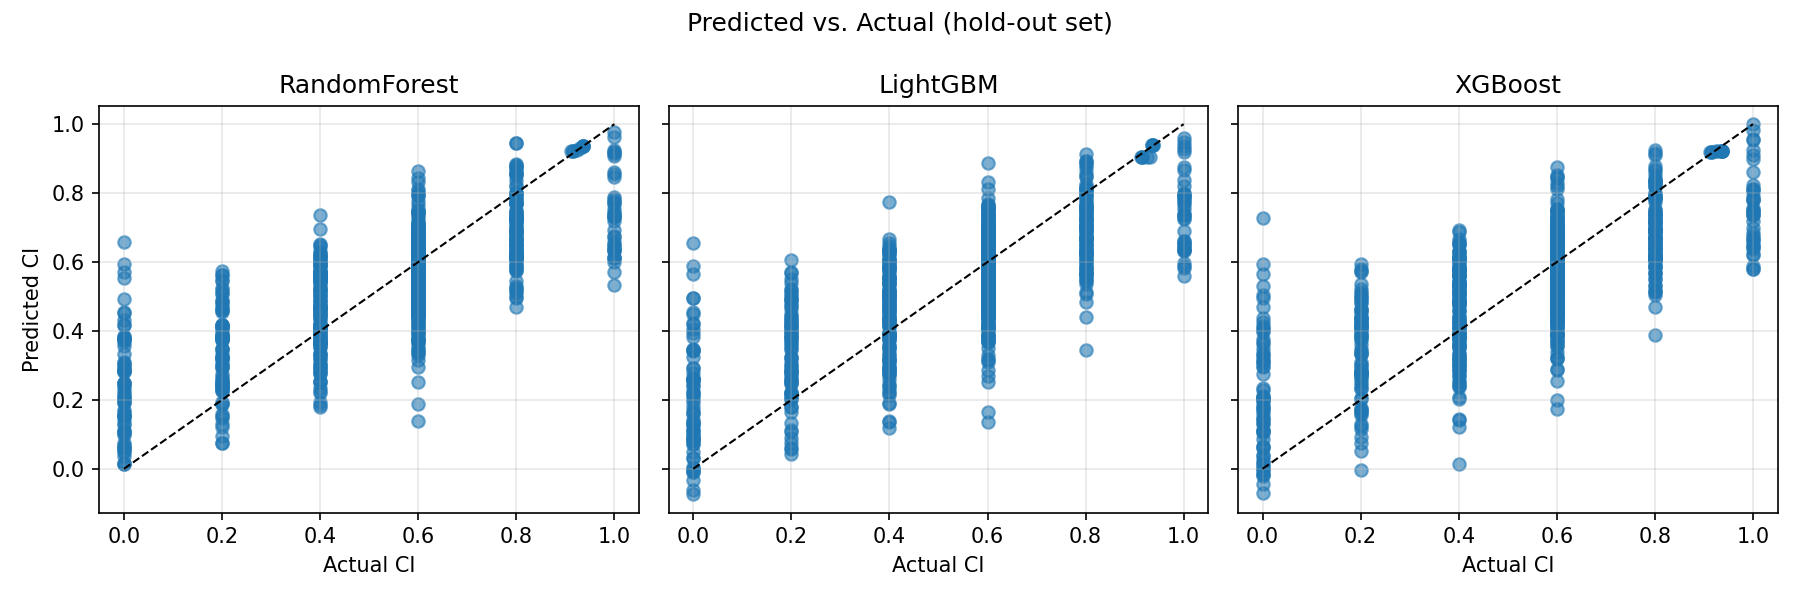 Predicted vs. Actual (hold-out set)
RandomForest
LightGBM
XGBoost
Predicted CI
1.0
0.8
0.6
0.4
0.2
0.0
0.0 0.2 0.4 0.6 0.8 1.0
0.0 0.2 0.4 0.6 0.8 1.0
0.0 0.2 0.4 0.6 0.8 1.0
Actual CI
Actual CI
Actual CI